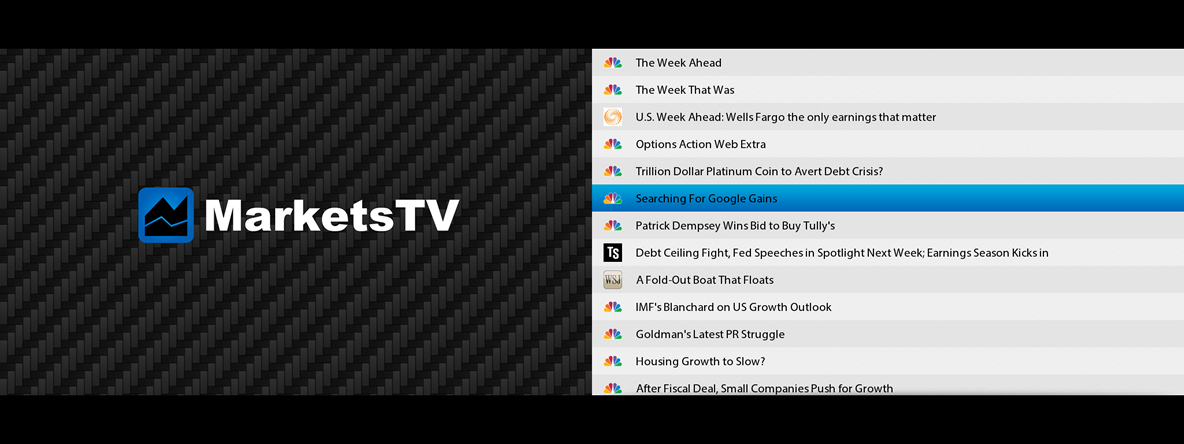 MarketsTV
The Week Ahead
The Week That Was
U.S. Week Ahead: Wells Fargo the only earnings that matter
Options Action Web Extra
Trillion Dollar Platinum Coin to Avert Debt Crisis?
Searching For Google Gains
Patrick Dempsey Wins Bid to Buy Tully's
TS
Debt Ceiling Fight, Fed Speeches in Spotlight Next Week; Earnings Season Kicks in
WSJ
A Fold-Out Boat That Floats
IMF's Blanchard on US Growth Outlook
Goldman's Latest PR Struggle
Housing Growth to Slow?
After Fiscal Deal, Small Companies Push for Growth